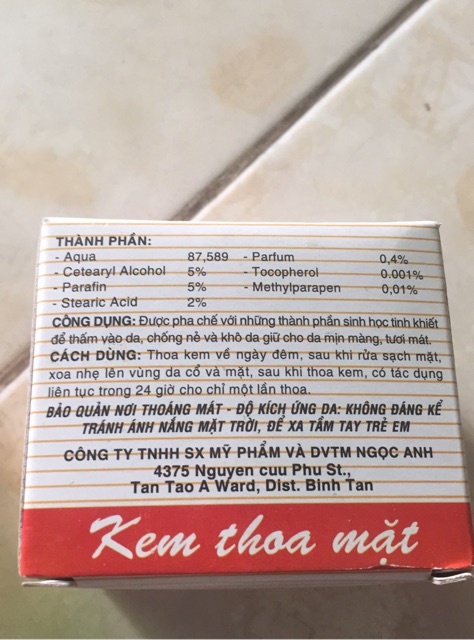 THÀNH PHẦN:
- Aqua 87,589 - Parfum 0,4%
- Cetearyl Alcohol 5% - Tocopherol 0.001%
- Parafin 5% - Methylparapen 0,01%
- Stearic Acid 2%
CÔNG DỤNG: Được pha chế với những thành phần sinh học tinh khiết
để thấm vào da, chống nẻ và khô da giữ cho da mịn màng, tươi mát.
CÁCH DÙNG: Thoa kem về ngày đêm, sau khi rửa sạch mặt,
xoa nhẹ lên vùng da cổ và mặt, sau khi thoa kem, có tác dụng
liên tục trong 24 giờ cho chỉ một lần thoa.
BẢO QUẢN NƠI THOÁNG MÁT - ĐỘ KÍCH ỨNG DA: KHÔNG ĐÁNG KỂ
TRÁNH ÁNH NẮNG MẶT TRỜI, ĐỂ XA TẦM TAY TRẺ EM
CÔNG TY TNHH SX MỸ PHẨM VÀ DVTM NGỌC ANH
4375 Nguyen cuu Phu St.,
Tan Tao A Ward, Dist. Binh Tan
Kem thoa mặt